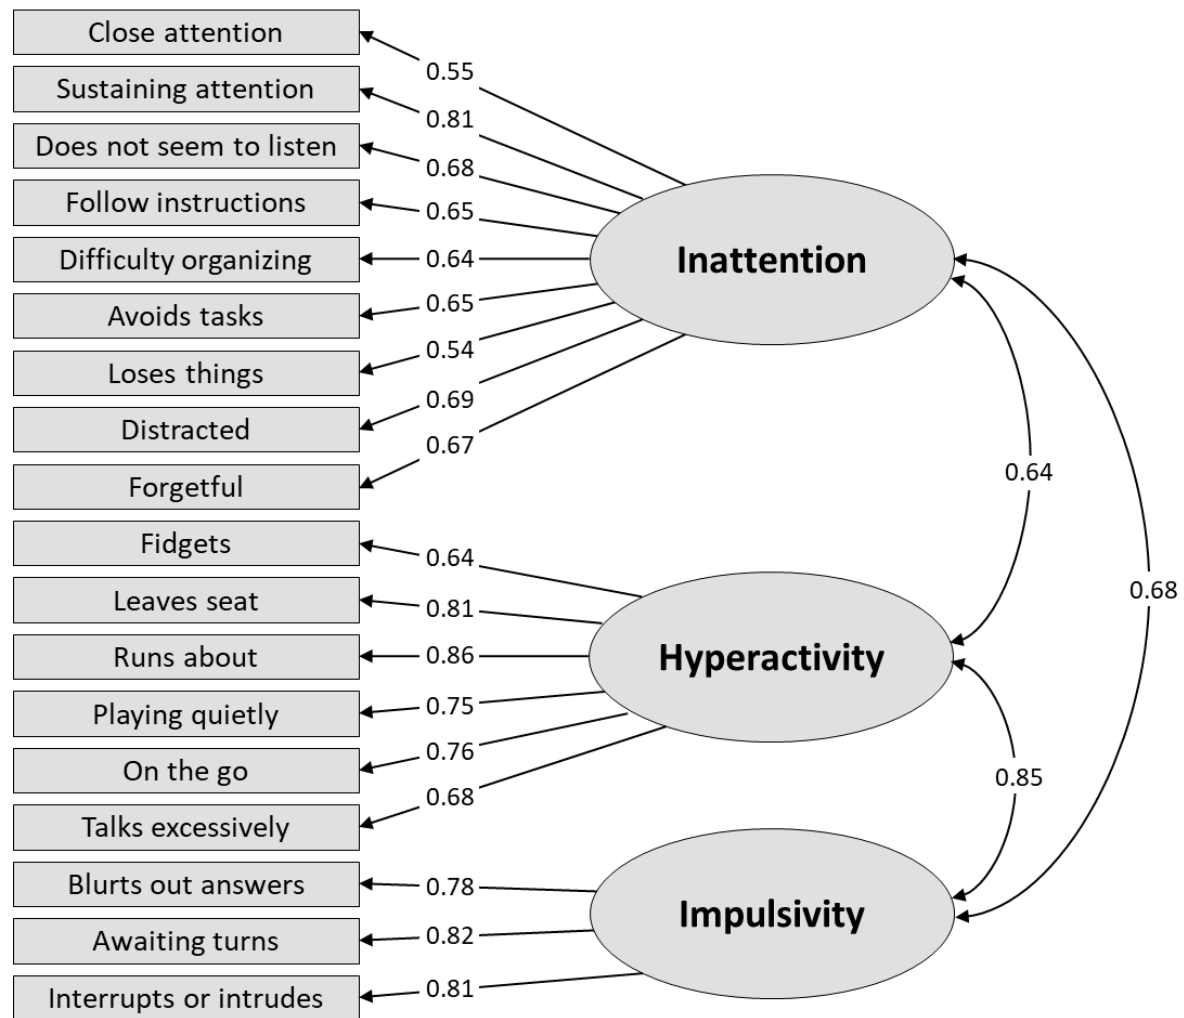 Close attention
0.55
Sustaining attention
0.81
Does not seem to listen
0.68
Follow instructions
0.65
Difficulty organizing
0.64
Inattention
Avoids tasks
0.65
Loses things
0.54
Distracted
0.69
Forgetful
0.67
0.64
0.68
Fidgets
0.64
Leaves seat
0.81
Runs about
0.86
Hyperactivity
Playing quietly
0.75
On the go
0.76
Talks excessively
0.68
0.85
Blurts out answers
0.78
Impulsivity
Awaiting turns
0.82
Interrupts or intrudes
0.81